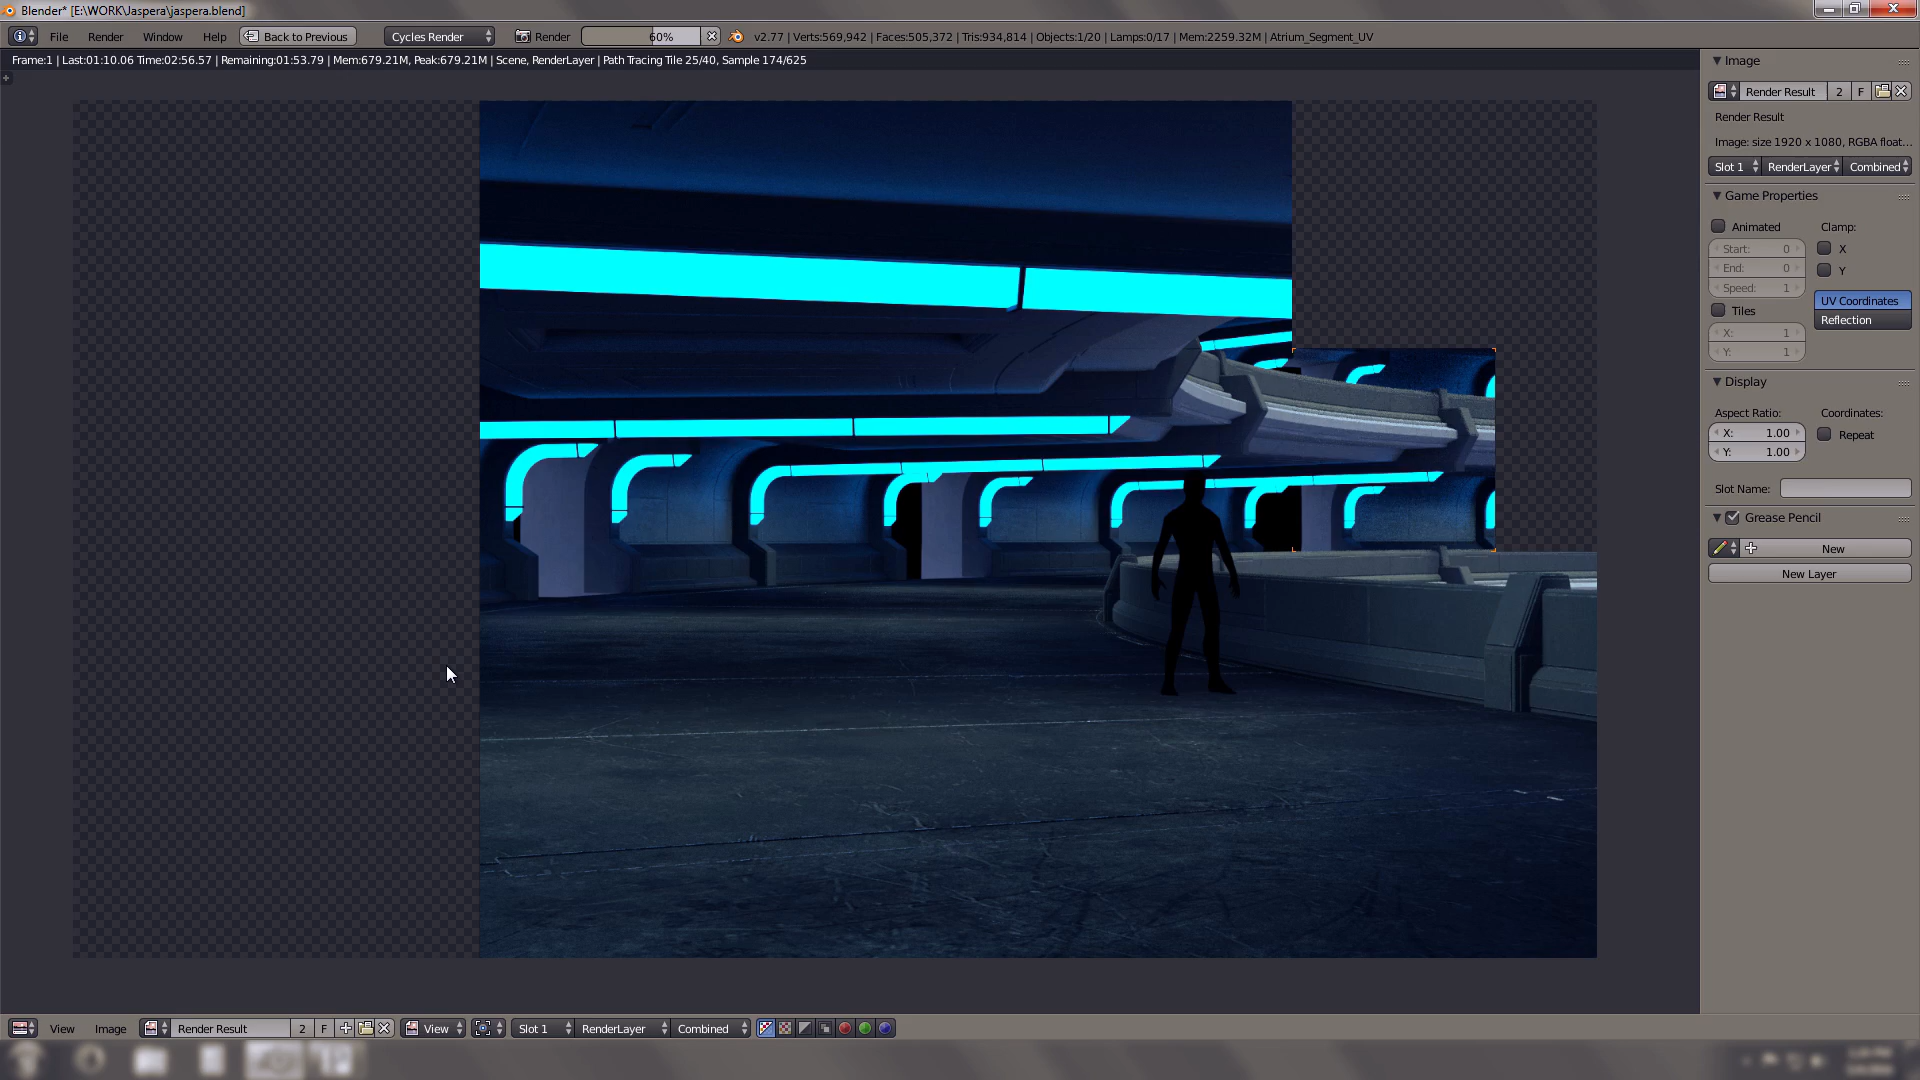 Blender* [E:\WORK\Jaspera\jaspera.blend]
File Render Window Help Back to Previous Cycles Render Render 60% v2.77 | Verts:569,942 | Faces:505,372 | Tris:934,814 | Objects:1/20 | Lamps:0/17 | Mem:2259.32M | Atrium_Segment_UV
Frame:1 | Last:01:10.06 Time:02:56.57 | Remaining:01:53.79 | Mem:679.21M, Peak:679.21M | Scene, RenderLayer | Path Tracing Tile 25/40, Sample 174/625
Image
Render Result 2 F
Render Result
Image: size 1920 x 1080, RGBA float...
Slot 1 RenderLayer Combined
Game Properties
Animated Clamp:
Start: 0 X
End: 0 Y
Speed: 1
UV Coordinates
Tiles
Reflection
X: 1
Y: 1
Display
Aspect Ratio: Coordinates:
X: 1.00 Repeat
Y: 1.00
Slot Name:
Grease Pencil
New
New Layer
View Image Render Result 2 F View Slot 1 RenderLayer Combined